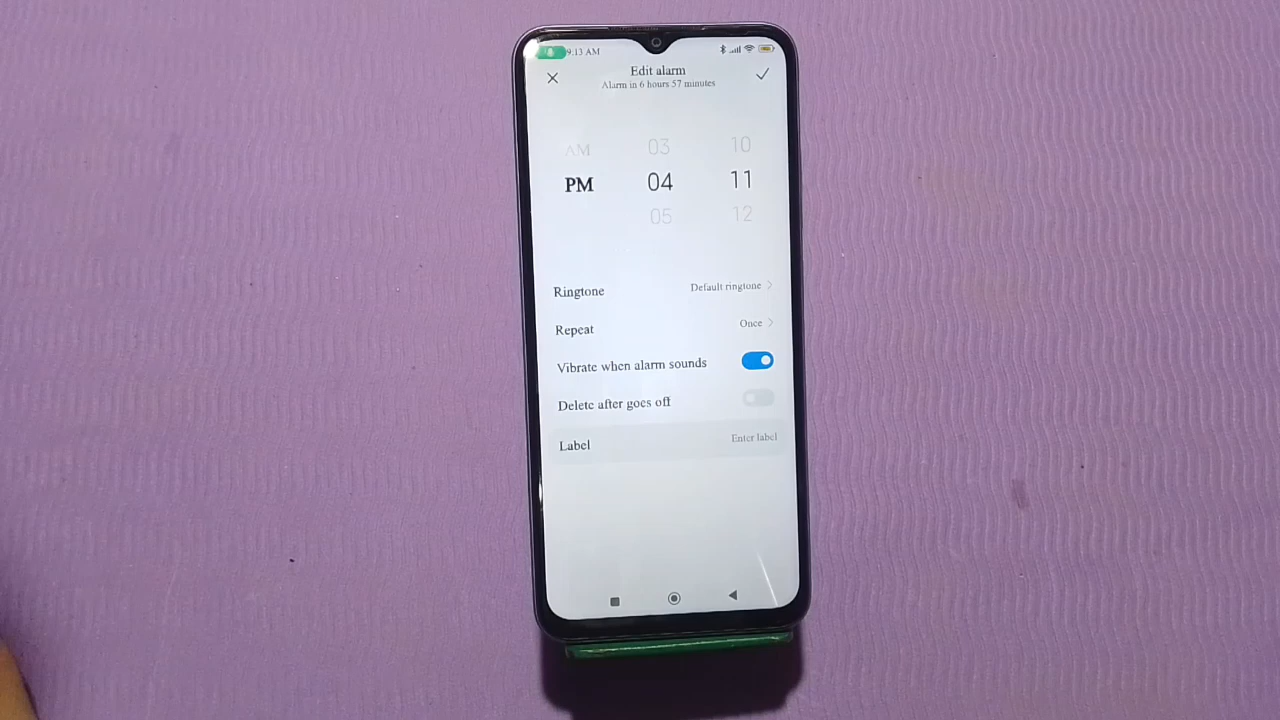 9:13 AM
Edit alarm
Alarm in 6 hours 57 minutes
AM 03 10
PM 04 11
05 12
Ringtone Default ringtone
Repeat Once
Vibrate when alarm sounds
Delete after goes off
Label Enter label